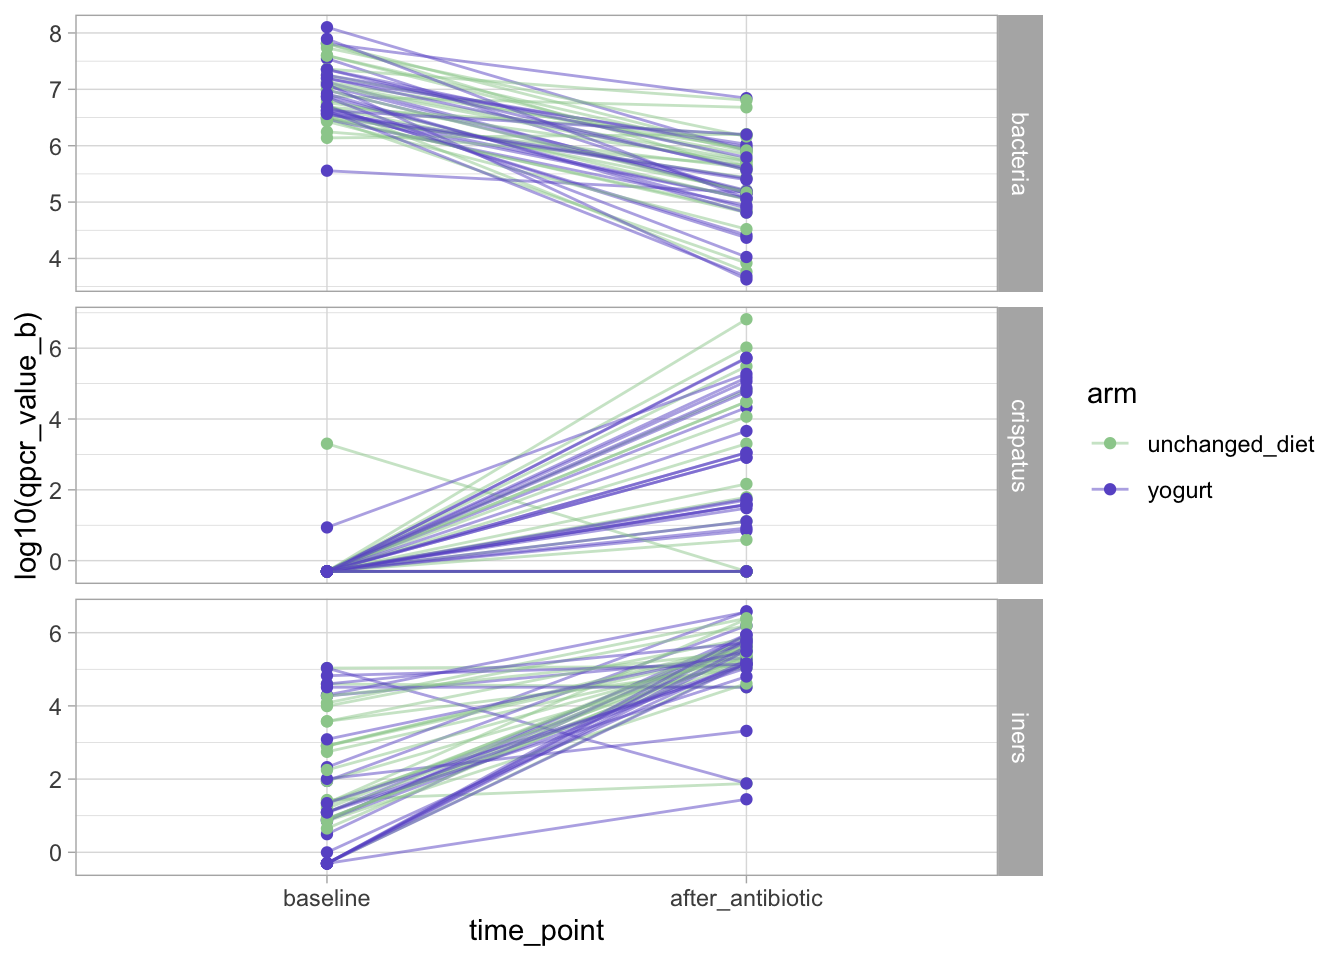 8
7
6
5
4
bacteria
6
4
2
0
crispatus
6
4
2
0
iners
log10(qpcr_value_b)
baseline
after_antibiotic
time_point
arm
unchanged_diet
yogurt